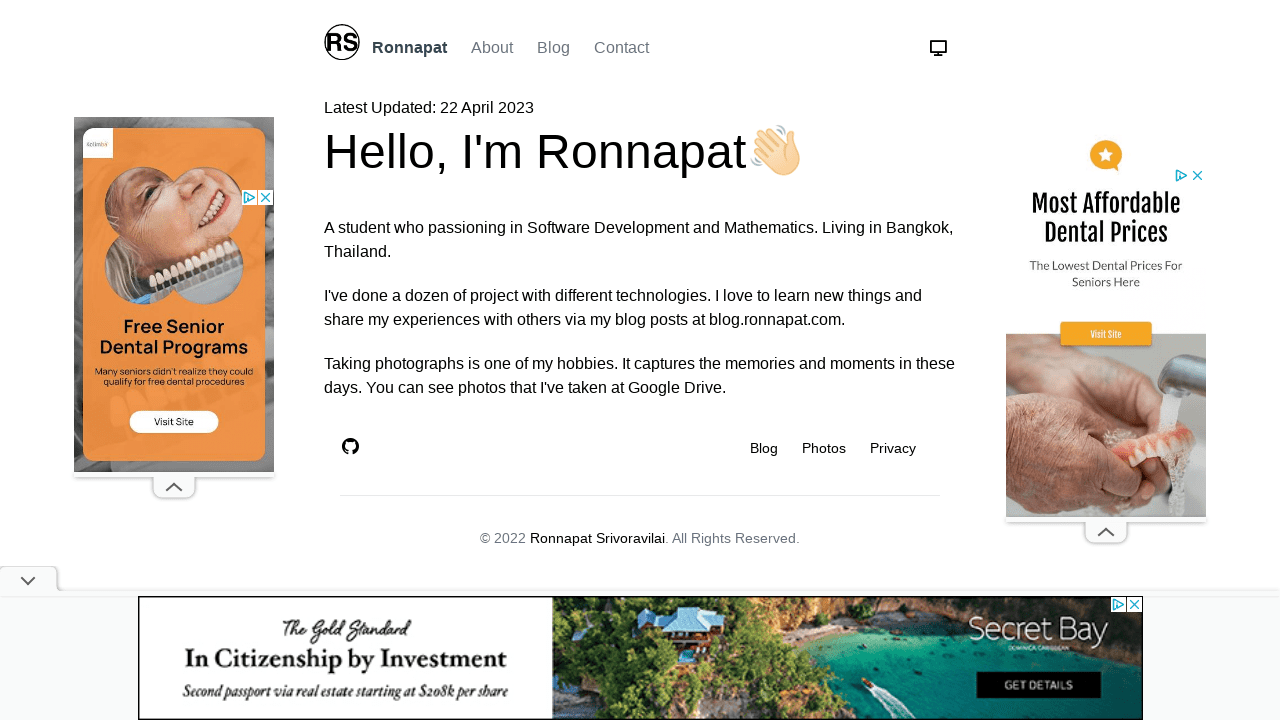 RS
Ronnapat
About
Blog
Contact
Latest Updated: 22 April 2023
Hello, I'm Ronnapat
A student who passioning in Software Development and Mathematics. Living in Bangkok,
Thailand.
I've done a dozen of project with different technologies. I love to learn new things and
share my experiences with others via my blog posts at blog.ronnapat.com.
Taking photographs is one of my hobbies. It captures the memories and moments in these
days. You can see photos that I've taken at Google Drive.
Blog
Photos
Privacy
© 2022 Ronnapat Srivoravilai. All Rights Reserved.
Free Senior
Dental Programs
Many seniors didn't realize they could
qualify for free dental procedures
Visit Site
Most Affordable
Dental Prices
The Lowest Dental Prices For
Seniors Here
Visit Site
The Gold Standard
In Citizenship by Investment
Second passport via real estate starting at $208k per share
Secret Bay
DOMINICA, CARIBBEAN
GET DETAILS